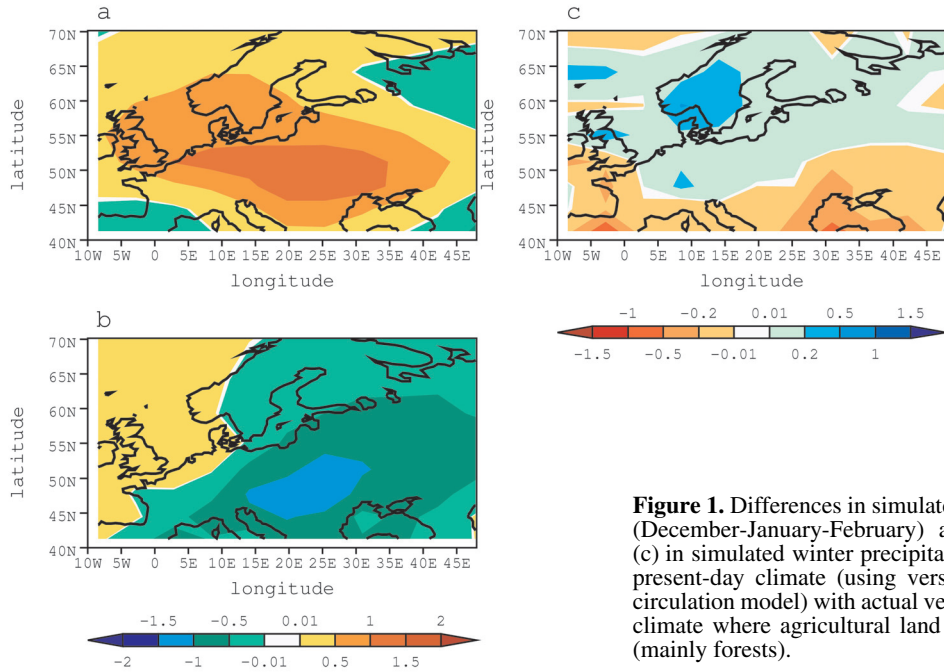 a
70N
65N
60N
55N
50N
45N
40N
latitude
10W 5W 0 5E 10E 15E 20E 25E 30E 35E 40E 45E
longitude
b
70N
65N
60N
55N
50N
45N
40N
latitude
10W 5W 0 5E 10E 15E 20E 25E 30E 35E 40E 45E
longitude
-1.5 -0.5 0.01 1 2
-2 -1 -0.01 0.5 1.5
c
70N
65N
60N
55N
50N
45N
40N
latitude
10W 5W 0 5E 10E 15E 20E 25E 30E 35E 40E 45E
longitude
-1 -0.2 0.01 0.5 1.5
-1.5 -0.5 -0.01 0.2 1
Figure 1. Differences in simulate
(December-January-February) a
(c) in simulated winter precipita
present-day climate (using vers
circulation model) with actual ve
climate where agricultural land
(mainly forests).